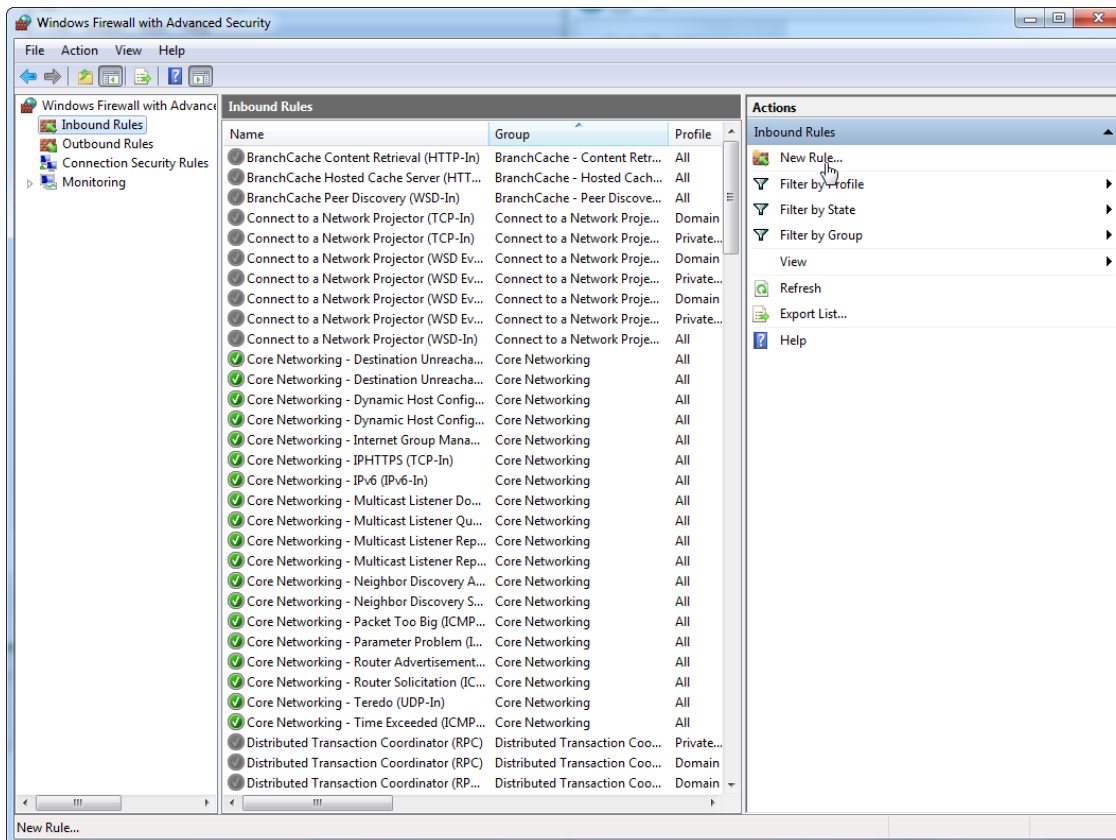 Windows Firewall with Advanced Security
File Action View Help
Windows Firewall with Advance
Inbound Rules
Outbound Rules
Connection Security Rules
Monitoring
Inbound Rules
Name Group Profile
BranchCache Content Retrieval (HTTP-In) BranchCache - Content Retr... All
BranchCache Hosted Cache Server (HTT... BranchCache - Hosted Cach... All
BranchCache Peer Discovery (WSD-In) BranchCache - Peer Discove... All
Connect to a Network Projector (TCP-In) Connect to a Network Proje... Domain
Connect to a Network Projector (TCP-In) Connect to a Network Proje... Private...
Connect to a Network Projector (WSD Ev... Connect to a Network Proje... Domain
Connect to a Network Projector (WSD Ev... Connect to a Network Proje... Private...
Connect to a Network Projector (WSD Ev... Connect to a Network Proje... Domain
Connect to a Network Projector (WSD Ev... Connect to a Network Proje... Private...
Connect to a Network Projector (WSD-In) Connect to a Network Proje... All
Core Networking - Destination Unreacha... Core Networking All
Core Networking - Destination Unreacha... Core Networking All
Core Networking - Dynamic Host Config... Core Networking All
Core Networking - Dynamic Host Config... Core Networking All
Core Networking - Internet Group Mana... Core Networking All
Core Networking - IPHTTPS (TCP-In) Core Networking All
Core Networking - IPv6 (IPv6-In) Core Networking All
Core Networking - Multicast Listener Do... Core Networking All
Core Networking - Multicast Listener Qu... Core Networking All
Core Networking - Multicast Listener Rep... Core Networking All
Core Networking - Multicast Listener Rep... Core Networking All
Core Networking - Neighbor Discovery A... Core Networking All
Core Networking - Neighbor Discovery S... Core Networking All
Core Networking - Packet Too Big (ICMP... Core Networking All
Core Networking - Parameter Problem (I... Core Networking All
Core Networking - Router Advertisement... Core Networking All
Core Networking - Router Solicitation (IC... Core Networking All
Core Networking - Teredo (UDP-In) Core Networking All
Core Networking - Time Exceeded (ICMP... Core Networking All
Distributed Transaction Coordinator (RPC) Distributed Transaction Coo... Private...
Distributed Transaction Coordinator (RPC) Distributed Transaction Coo... Domain
Distributed Transaction Coordinator (RP... Distributed Transaction Coo... Domain
Actions
Inbound Rules
New Rule...
Filter by Profile
Filter by State
Filter by Group
View
Refresh
Export List...
Help
New Rule...